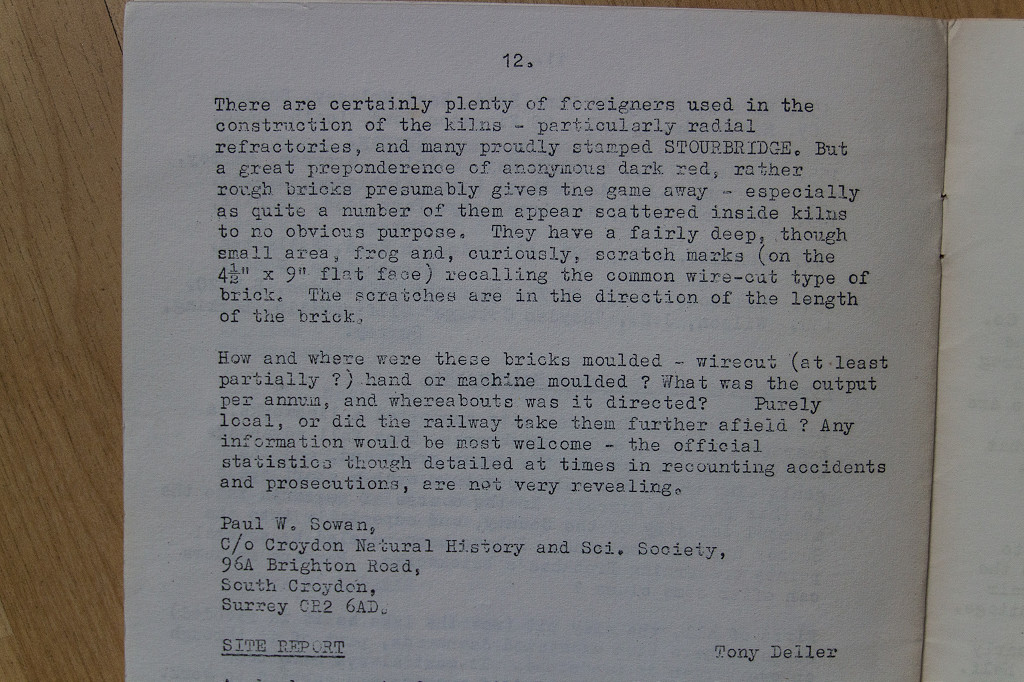 12.
There are certainly plenty of foreigners used in the
construction of the kilns - particularly radial
refractories, and many proudly stamped STOURBRIDGE. But
a great preponderence of anonymous dark red, rather
rough bricks presumably gives tne game away - especially
as quite a number of them appear scattered inside kilns
to no obvious purpose. They have a fairly deep, though
small area, frog and, curiously, scratch marks (on the
4½" x 9" flat face) recalling the common wire-cut type of
brick. The scratches are in the direction of the length
of the brick.
How and where were these bricks moulded - wirecut (at least
partially ?) hand or machine moulded ? What was the output
per annum, and whereabouts was it directed? Purely
local, or did the railway take them further afield ? Any
information would be most welcome - the official
statistics though detailed at times in recounting accidents
and prosecutions, are not very revealing.
Paul W. Sowan,
C/o Croydon Natural History and Sci. Society,
96A Brighton Road,
South Croydon,
Surrey CR2 6AD.
SITE REPORT Tony Deller